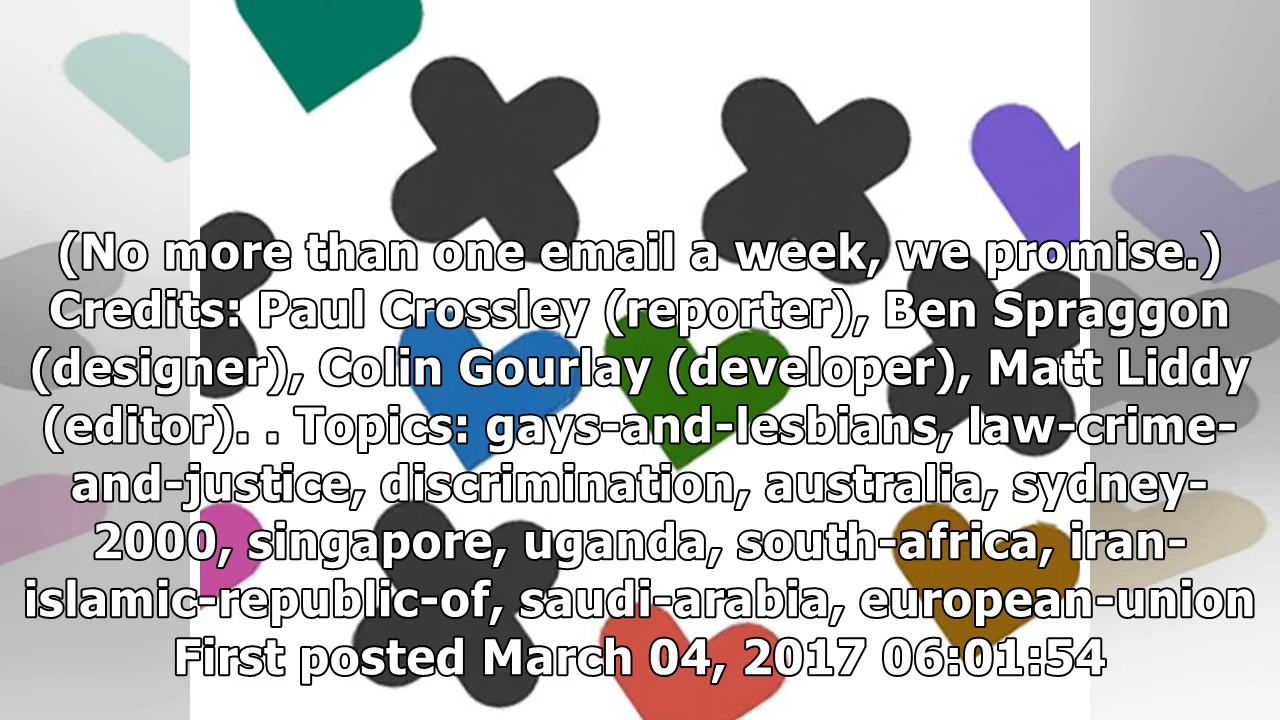 (No more than one email a week, we promise.)
Credits: Paul Crossley (reporter), Ben Spraggon
(designer), Colin Gourlay (developer), Matt Liddy
(editor). . Topics: gays-and-lesbians, law-crime-
and-justice, discrimination, australia, sydney-
2000, singapore, uganda, south-africa, iran-
islamic-republic-of, saudi-arabia, european-union
First posted March 04, 2017 06:01:54